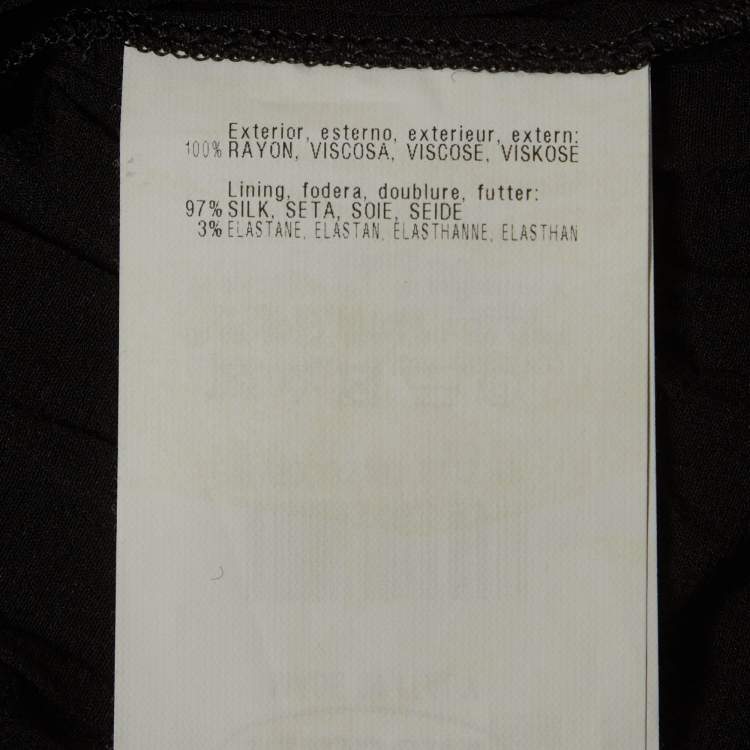 Exterior, esterno, exterieur, extern:
100% RAYON, VISCOSA, VISCOSE, VISKOSE
Lining, fodera, doublure, futter:
97% SILK, SETA, SOIE, SEIDE
3% ELASTANE, ELASTAN, ELASTHANNE, ELASTHAN